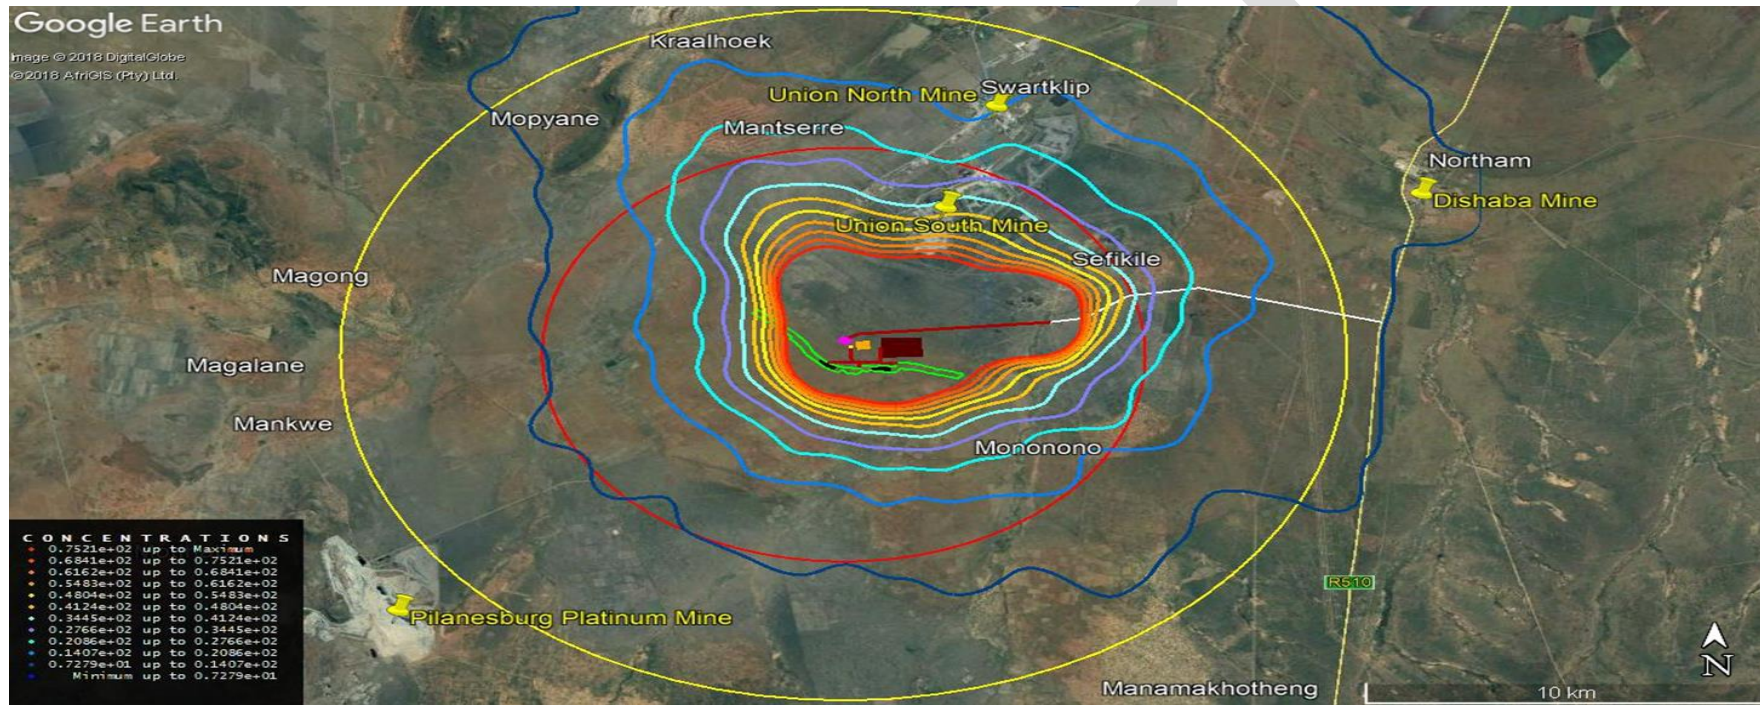 Google Earth
Image © 2018 DigitalGlobe
©2018 AfriGIS (Pty) Ltd.
Kraalhoek
Union North Mine
Swartklip
Mopyane
Mantserre
Northam
Dishaba Mine
Union South Mine
Sefikile
Magong
Magalane
Mankwe
Mononono
CONCENTRATIONS
0.7521e+02 up to Maximum
0.6841e+02 up to 0.7521e+02
0.6162e+02 up to 0.6841e+02
0.5483e+02 up to 0.6162e+02
0.4804e+02 up to 0.5483e+02
0.4124e+02 up to 0.4804e+02
0.3445e+02 up to 0.4124e+02
0.2766e+02 up to 0.3445e+02
0.2086e+02 up to 0.2766e+02
0.1407e+02 up to 0.2086e+02
0.7279e+01 up to 0.1407e+02
Minimum up to 0.7279e+01
R510
Pilanesburg Platinum Mine
Manamakhotheng
N
10 km